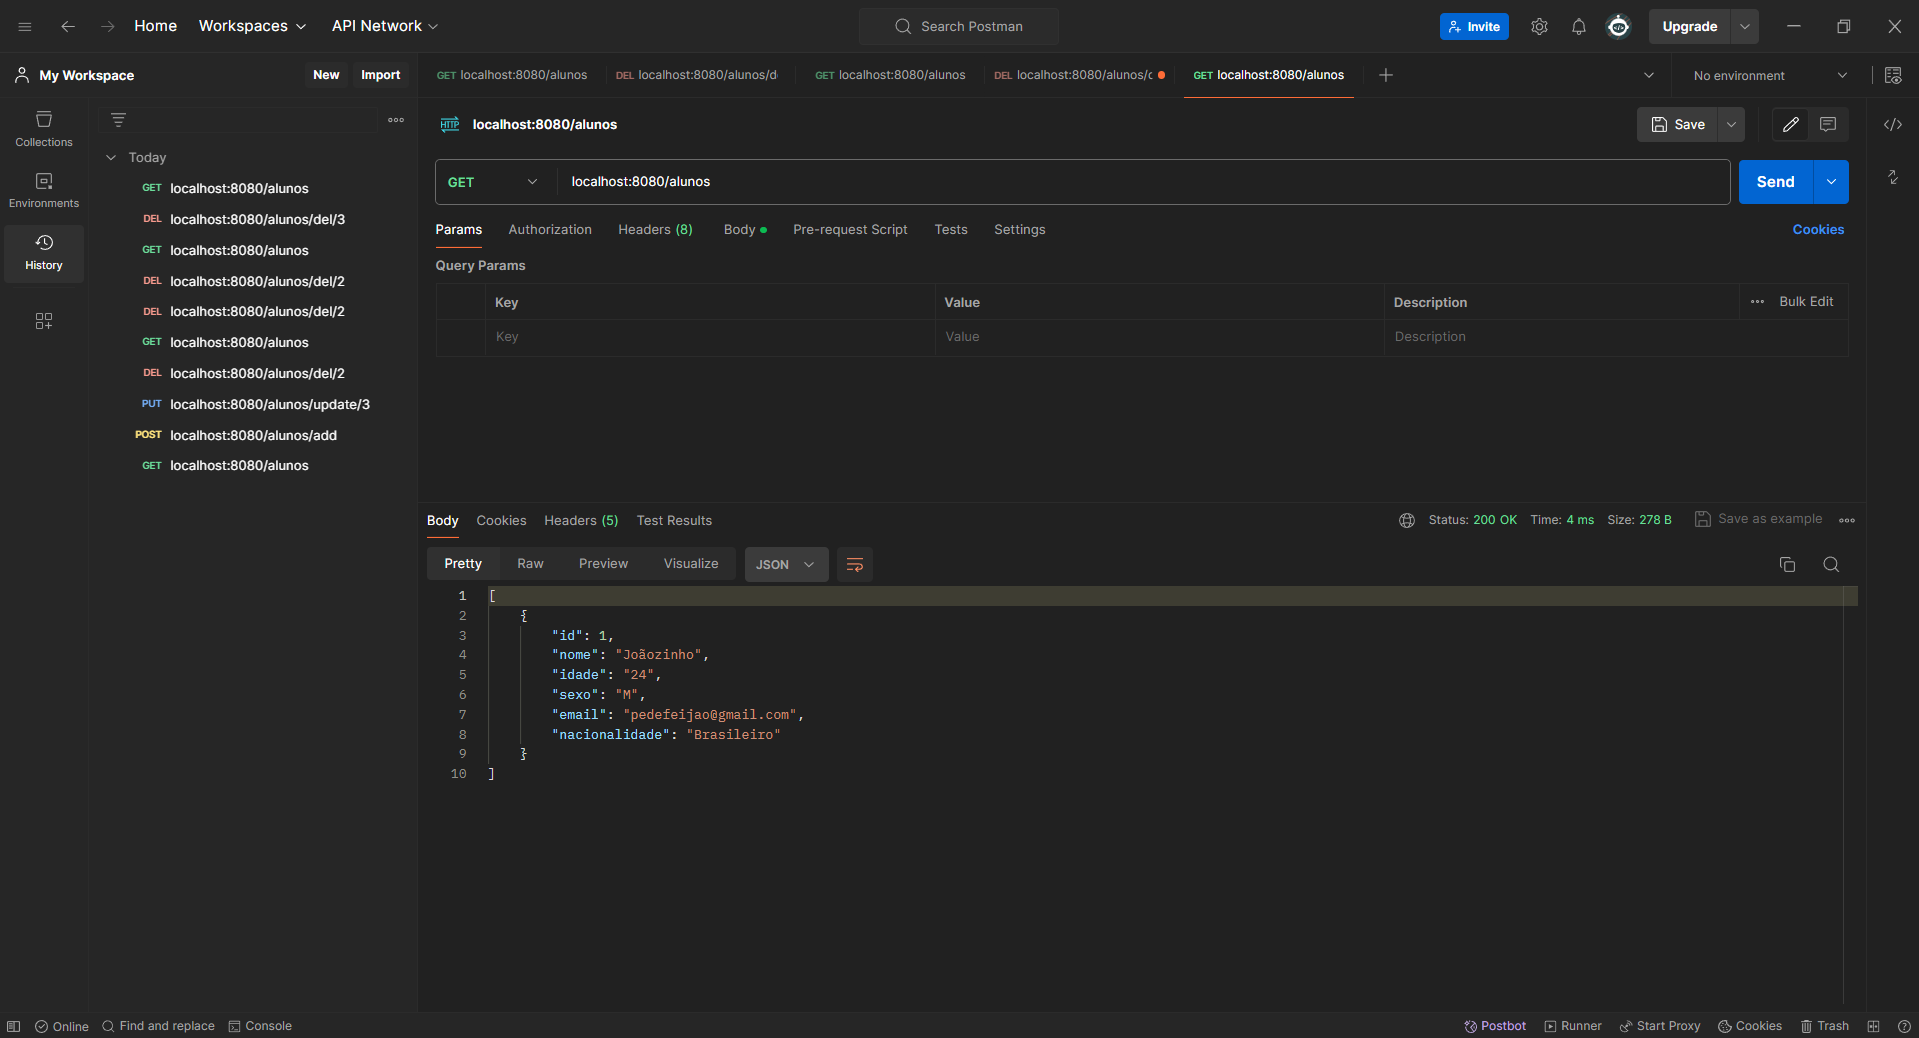 Home Workspaces API Network Search Postman Invite Upgrade
My Workspace New Import GET localhost:8080/alunos DEL localhost:8080/alunos/d GET localhost:8080/alunos DEL localhost:8080/alunos/ GET localhost:8080/alunos No environment
Collections
Environments
History
Today
GET localhost:8080/alunos
DEL localhost:8080/alunos/del/3
GET localhost:8080/alunos
DEL localhost:8080/alunos/del/2
DEL localhost:8080/alunos/del/2
GET localhost:8080/alunos
DEL localhost:8080/alunos/del/2
PUT localhost:8080/alunos/update/3
POST localhost:8080/alunos/add
GET localhost:8080/alunos
HTTP localhost:8080/alunos Save
GET localhost:8080/alunos Send
Params Authorization Headers (8) Body Pre-request Script Tests Settings Cookies
Query Params
Key Value Description Bulk Edit
Key Value Description
Body Cookies Headers (5) Test Results Status: 200 OK Time: 4 ms Size: 278 B Save as example
Pretty Raw Preview Visualize JSON
1 [
2 {
3 "id": 1,
4 "nome": "Joãozinho",
5 "idade": "24",
6 "sexo": "M",
7 "email": "pedefeijao@gmail.com",
8 "nacionalidade": "Brasileiro"
9 }
10 ]
Online Find and replace Console Postbot Runner Start Proxy Cookies Trash